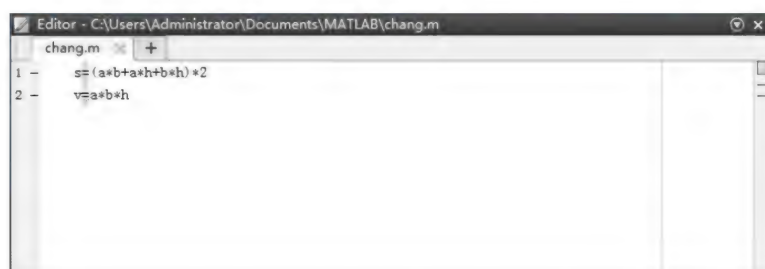 Editor - C:\Users\Administrator\Documents\MATLAB\chang.m
chang.m × +
1 - s=(a*b+a*h+b*h)*2
2 - v=a*b*h